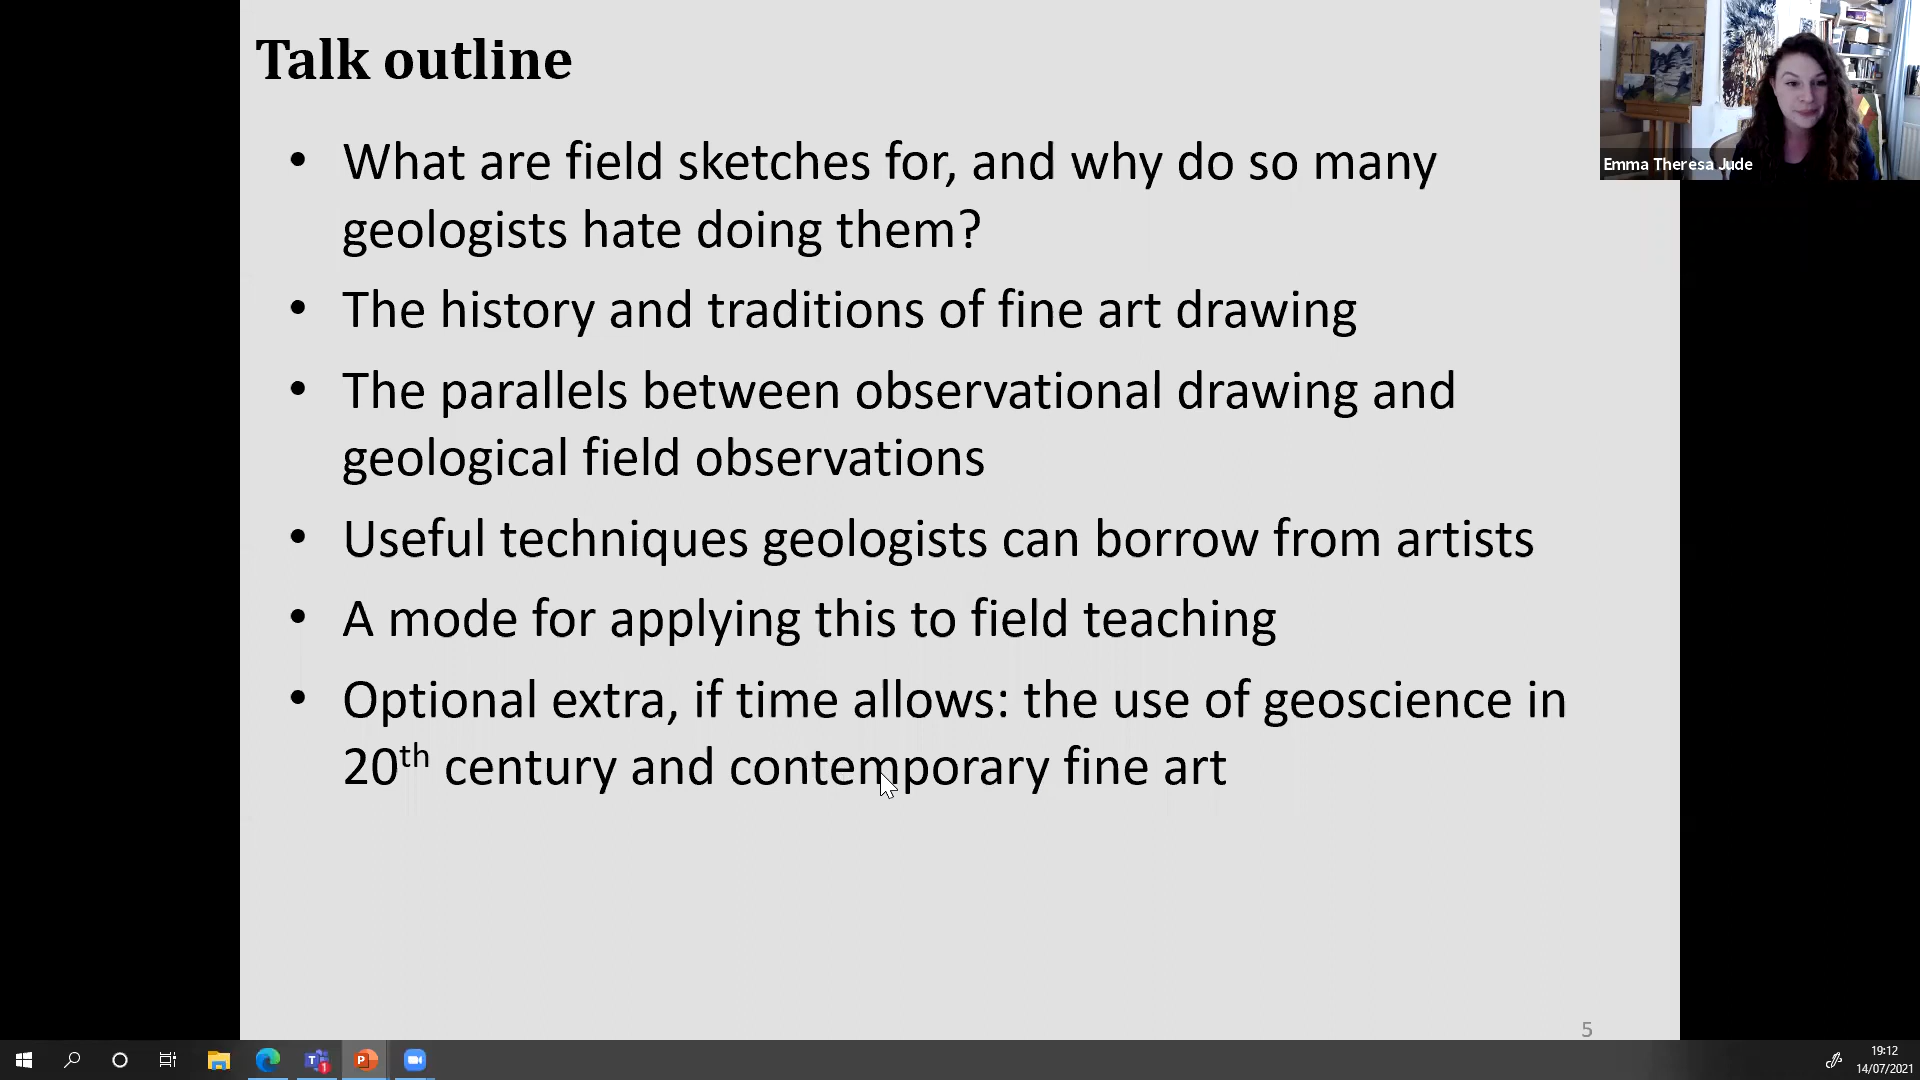 Talk outline
• What are field sketches for, and why do so many
geologists hate doing them?
• The history and traditions of fine art drawing
• The parallels between observational drawing and
geological field observations
• Useful techniques geologists can borrow from artists
• A mode for applying this to field teaching
• Optional extra, if time allows: the use of geoscience in
20th century and contemporary fine art
5
Emma Theresa Jude
1
19:12
14/07/2021